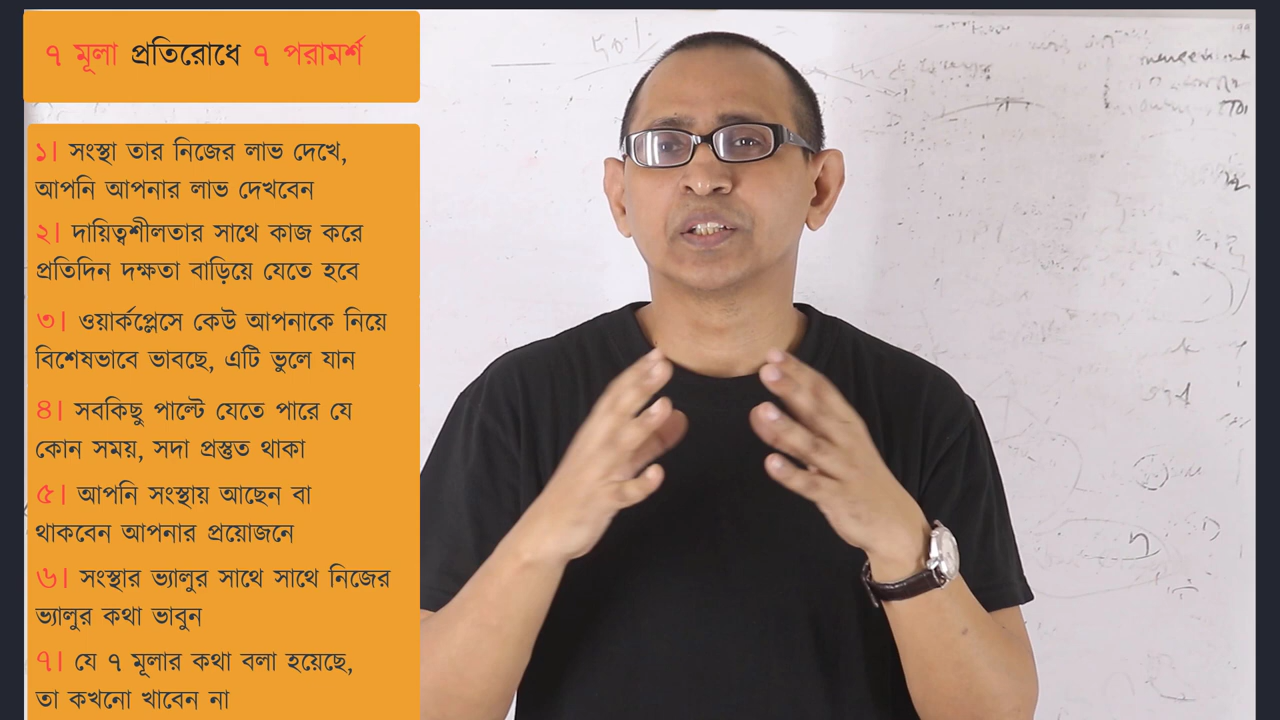 ৭ মূলা প্রতিরোধে ৭ পরামর্শ
১। সংস্থা তার নিজের লাভ দেখে,
আপনি আপনার লাভ দেখবেন
২। দায়িত্বশীলতার সাথে কাজ করে
প্রতিদিন দক্ষতা বাড়িয়ে যেতে হবে
৩। ওয়ার্কপ্লেসে কেউ আপনাকে নিয়ে
বিশেষভাবে ভাবছে, এটি ভুলে যান
৪। সবকিছু পাল্টে যেতে পারে যে
কোন সময়, সদা প্রস্তুত থাকা
৫। আপনি সংস্থায় আছেন বা
থাকবেন আপনার প্রয়োজনে
৬। সংস্থার ভ্যালুর সাথে সাথে নিজের
ভ্যালুর কথা ভাবুন
৭। যে ৭ মূলার কথা বলা হয়েছে,
তা কখনো খাবেন না